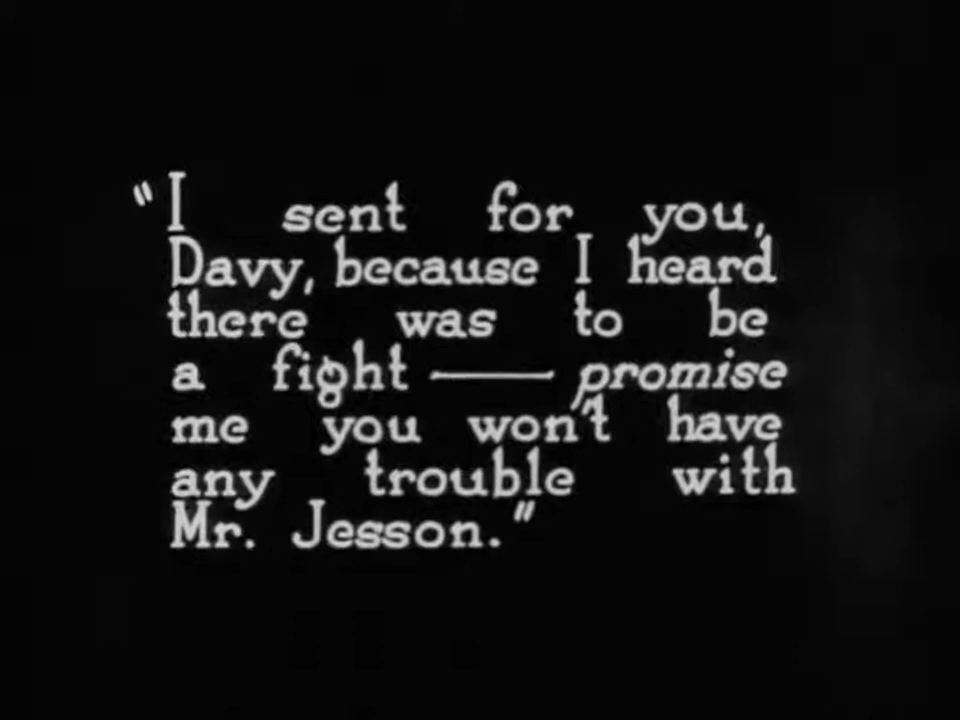 "I sent for you,
Davy, because I heard
there was to be
a fight —— promise
me you won't have
any trouble with
Mr. Jesson."